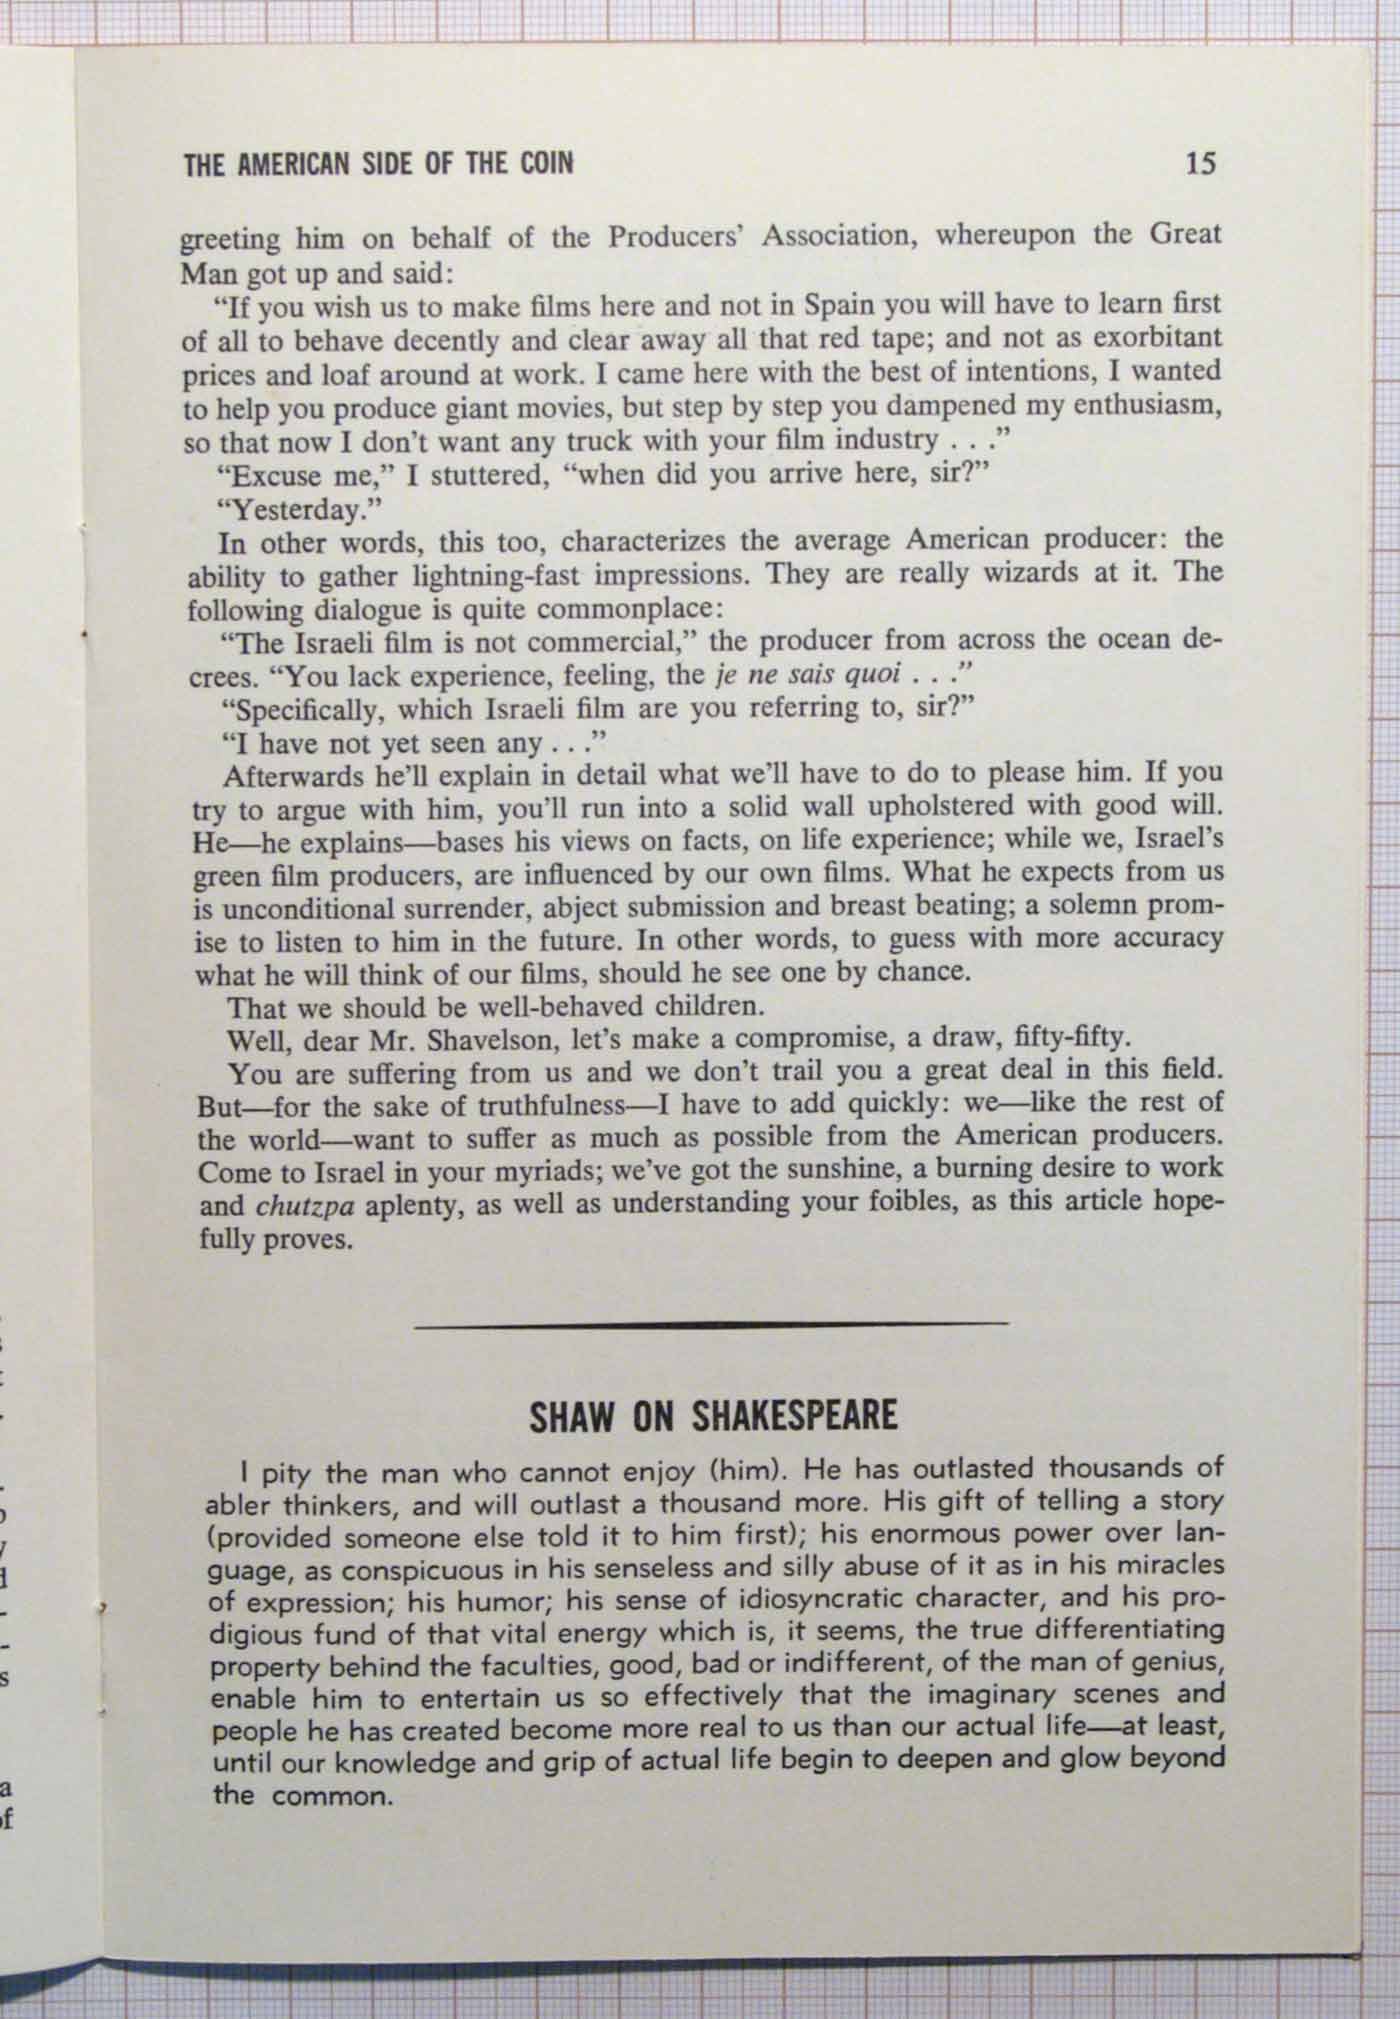 THE AMERICAN SIDE OF THE COIN 15
greeting him on behalf of the Producers’ Association, whereupon the Great
Man got up and said:
“If you wish us to make films here and not in Spain you will have to learn first
of all to behave decently and clear away all that red tape; and not as exorbitant
prices and loaf around at work. I came here with the best of intentions, I wanted
to help you produce giant movies, but step by step you dampened my enthusiasm,
so that now I don’t want any truck with your film industry . . .”
“Excuse me,” I stuttered, “when did you arrive here, sir?”
“Yesterday.”
In other words, this too, characterizes the average American producer: the
ability to gather lightning-fast impressions. They are really wizards at it. The
following dialogue is quite commonplace:
“The Israeli film is not commercial,” the producer from across the ocean de-
crees. “You lack experience, feeling, the je ne sais quoi . . .”
“Specifically, which Israeli film are you referring to, sir?”
“I have not yet seen any . . .”
Afterwards he’ll explain in detail what we’ll have to do to please him. If you
try to argue with him, you’ll run into a solid wall upholstered with good will.
He—he explains—bases his views on facts, on life experience; while we, Israel’s
green film producers, are influenced by our own films. What he expects from us
is unconditional surrender, abject submission and breast beating; a solemn prom-
ise to listen to him in the future. In other words, to guess with more accuracy
what he will think of our films, should he see one by chance.
That we should be well-behaved children.
Well, dear Mr. Shavelson, let’s make a compromise, a draw, fifty-fifty.
You are suffering from us and we don’t trail you a great deal in this field.
But—for the sake of truthfulness—I have to add quickly: we—like the rest of
the world—want to suffer as much as possible from the American producers.
Come to Israel in your myriads; we’ve got the sunshine, a burning desire to work
and chutzpa aplenty, as well as understanding your foibles, as this article hope-
fully proves.
SHAW ON SHAKESPEARE
I pity the man who cannot enjoy (him). He has outlasted thousands of
abler thinkers, and will outlast a thousand more. His gift of telling a story
(provided someone else told it to him first); his enormous power over lan-
guage, as conspicuous in his senseless and silly abuse of it as in his miracles
of expression; his humor; his sense of idiosyncratic character, and his pro-
digious fund of that vital energy which is, it seems, the true differentiating
property behind the faculties, good, bad or indifferent, of the man of genius,
enable him to entertain us so effectively that the imaginary scenes and
people he has created become more real to us than our actual life—at least,
until our knowledge and grip of actual life begin to deepen and glow beyond
the common.